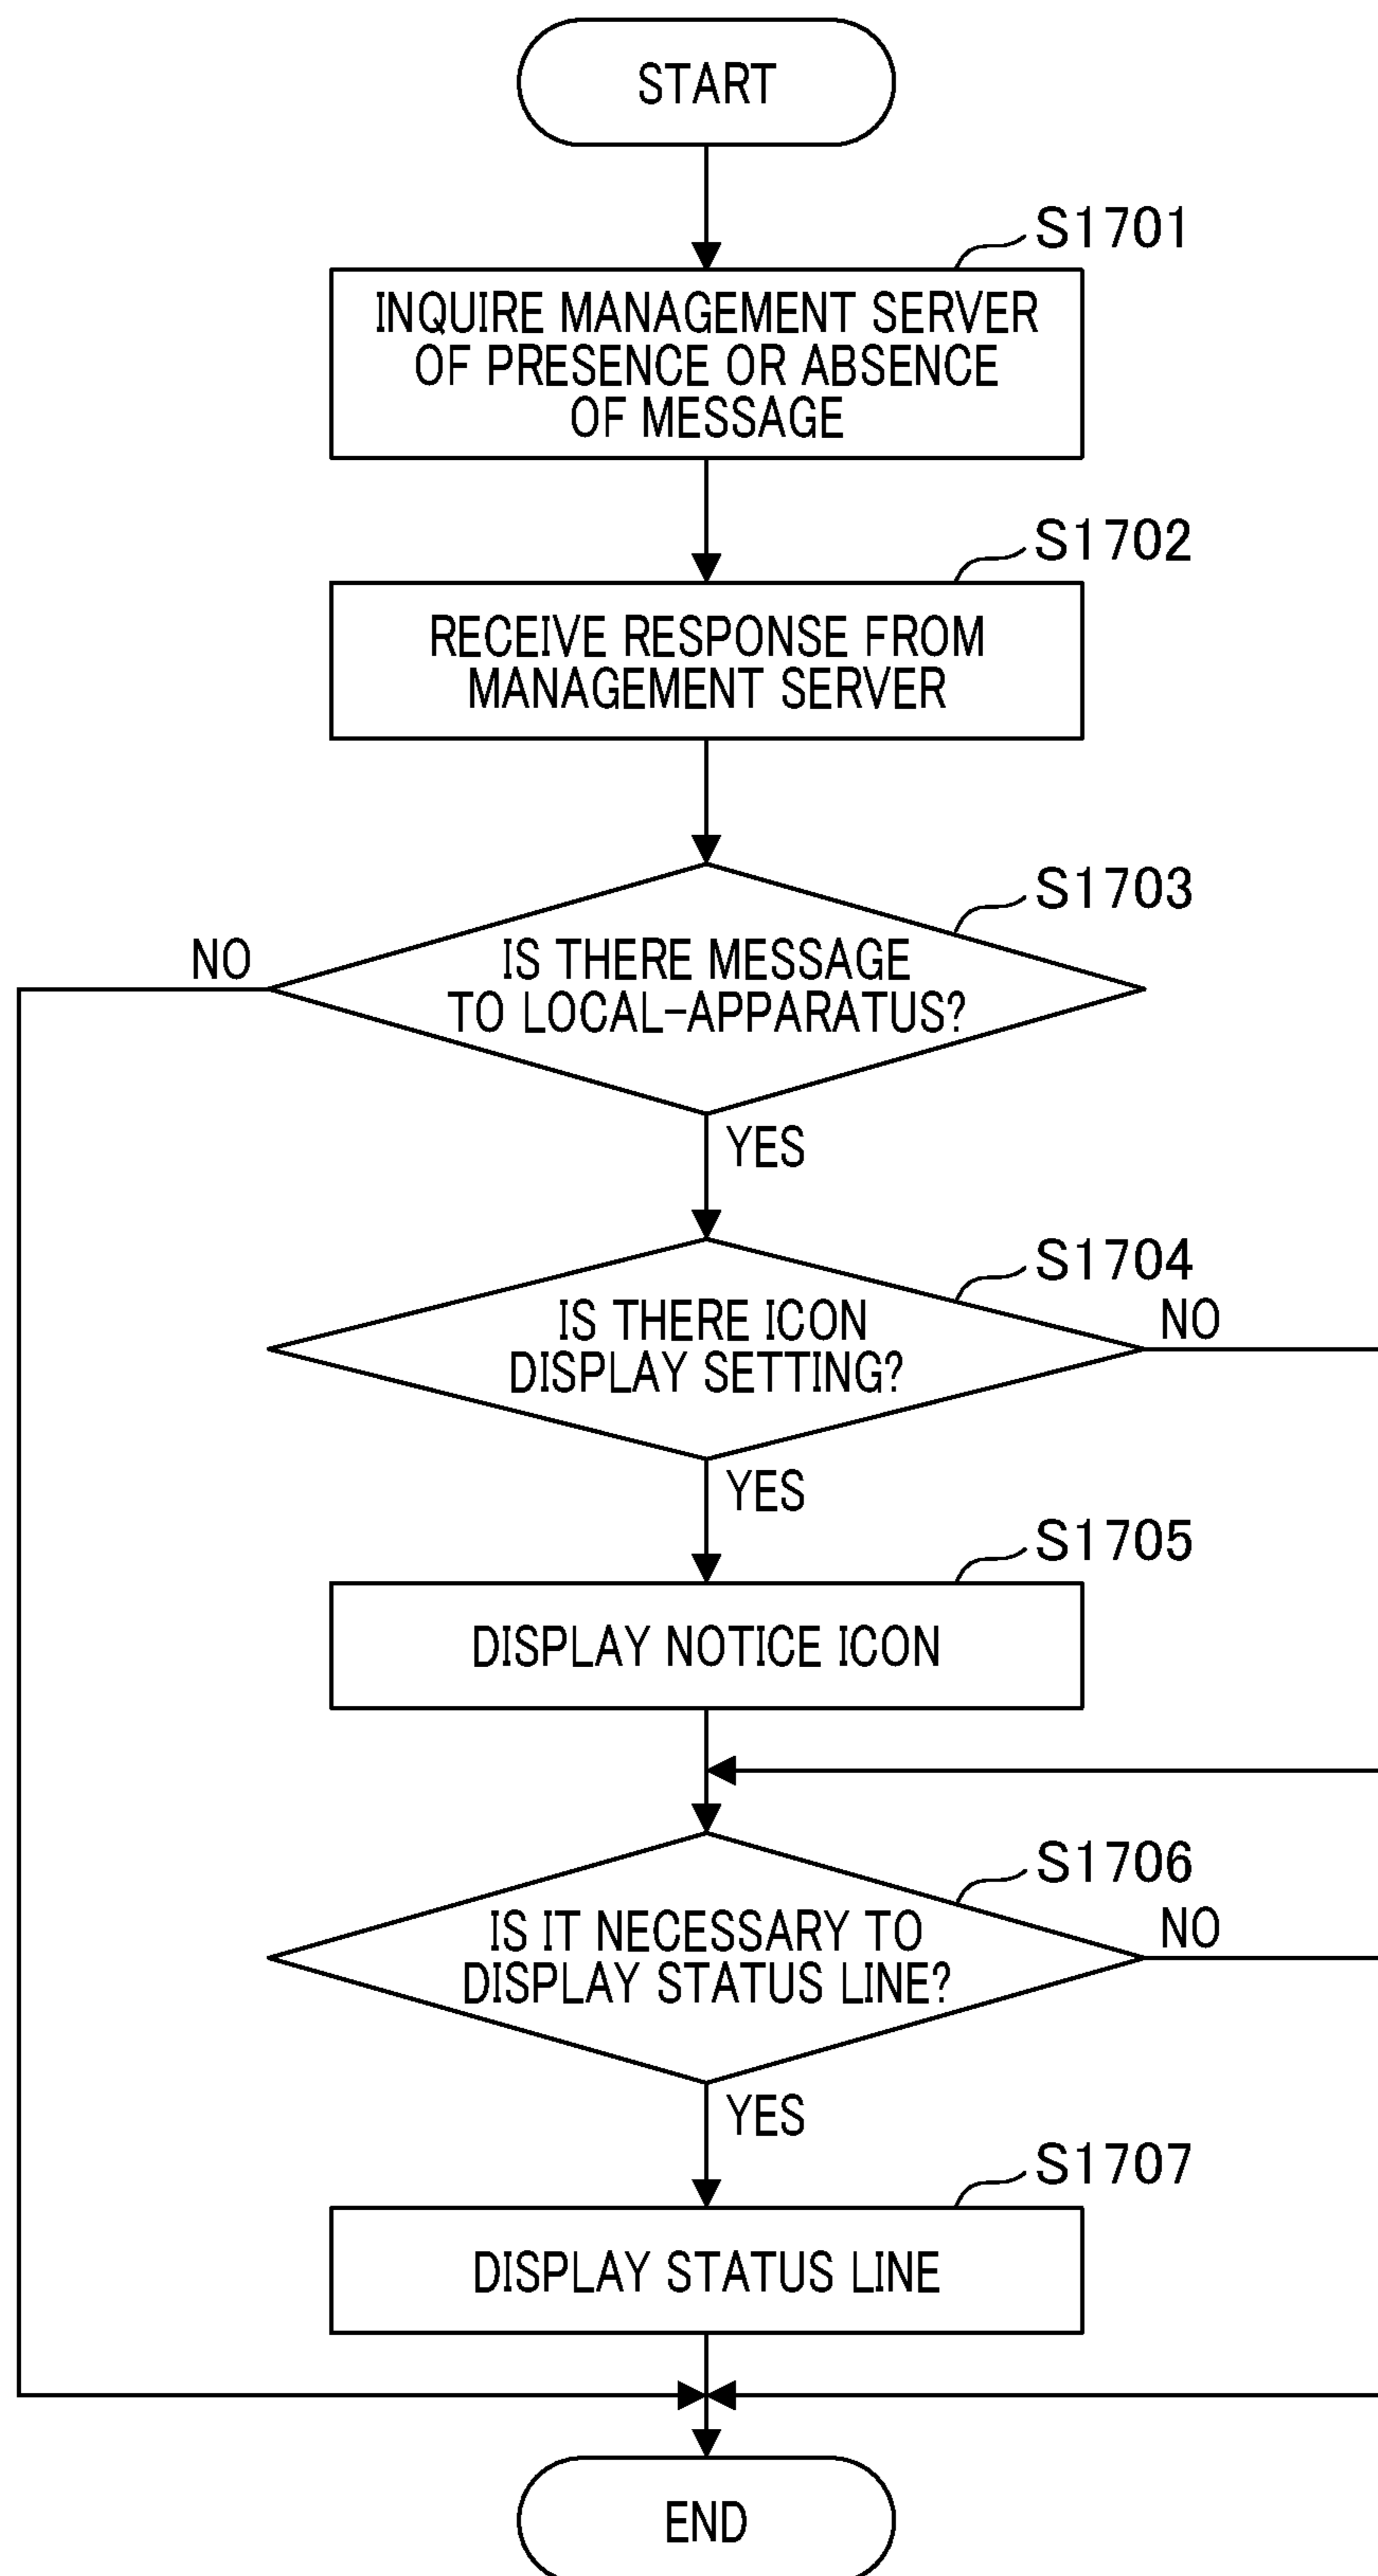 START
S1701
INQUIRE MANAGEMENT SERVER
OF PRESENCE OR ABSENCE
OF MESSAGE
S1702
RECEIVE RESPONSE FROM
MANAGEMENT SERVER
S1703
NO
IS THERE MESSAGE
TO LOCAL-APPARATUS?
YES
S1704
IS THERE ICON
DISPLAY SETTING?
NO
YES
S1705
DISPLAY NOTICE ICON
S1706
IS IT NECESSARY TO
DISPLAY STATUS LINE?
NO
YES
S1707
DISPLAY STATUS LINE
END